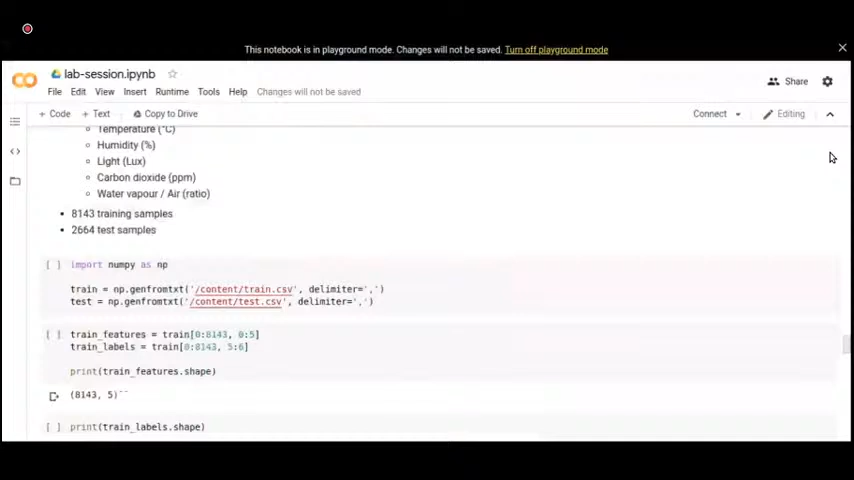 This notebook is in playground mode. Changes will not be saved. Turn off playground mode
lab-session.ipynb
File Edit View Insert Runtime Tools Help Changes will not be saved
Share
+ Code + Text Copy to Drive
Connect
Editing
Temperature (°C)
Humidity (%)
Light (Lux)
Carbon dioxide (ppm)
Water vapour / Air (ratio)
8143 training samples
2664 test samples
[ ] import numpy as np
train = np.genfromtxt('/content/train.csv', delimiter=',')
test = np.genfromtxt('/content/test.csv', delimiter=',')
[ ] train_features = train[0:8143, 0:5]
train_labels = train[0:8143, 5:6]
print(train_features.shape)
(8143, 5)
[ ] print(train_labels.shape)